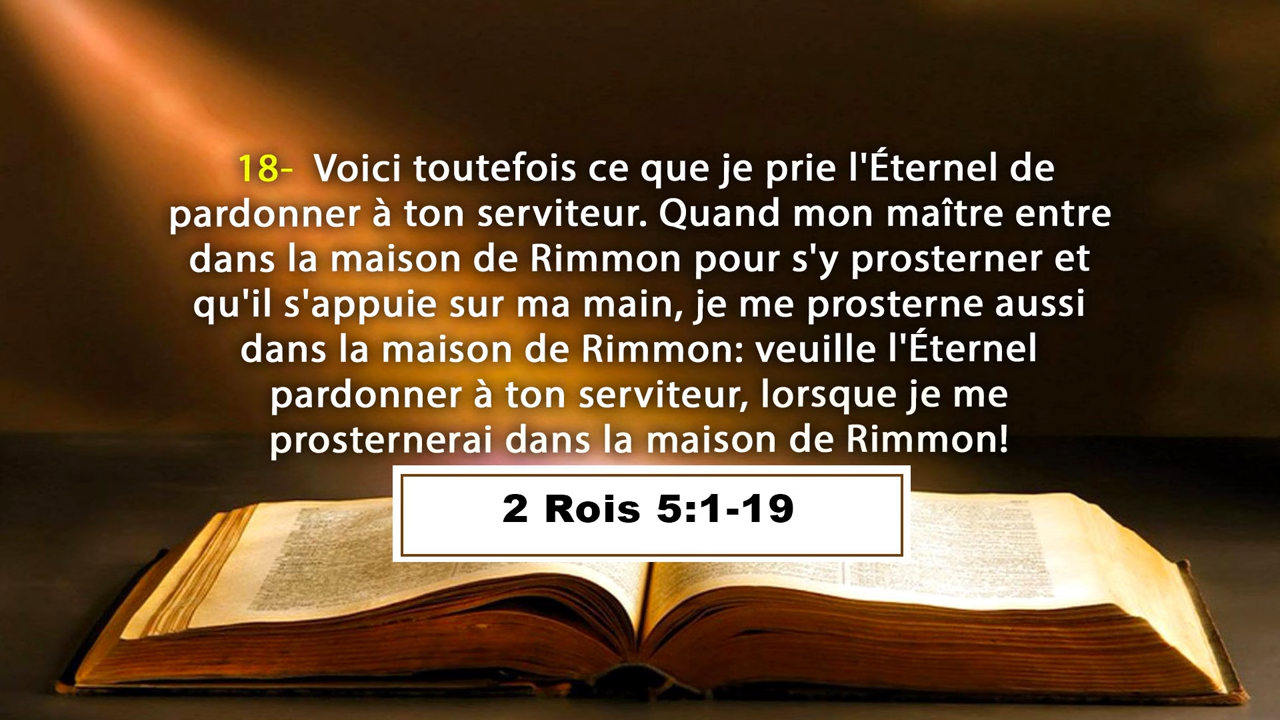 18- Voici toutefois ce que je prie l'Éternel de
pardonner à ton serviteur. Quand mon maître entre
dans la maison de Rimmon pour s'y prosterner et
qu'il s'appuie sur ma main, je me prosterne aussi
dans la maison de Rimmon: veuille l'Éternel
pardonner à ton serviteur, lorsque je me
prosternerai dans la maison de Rimmon!
2 Rois 5:1-19